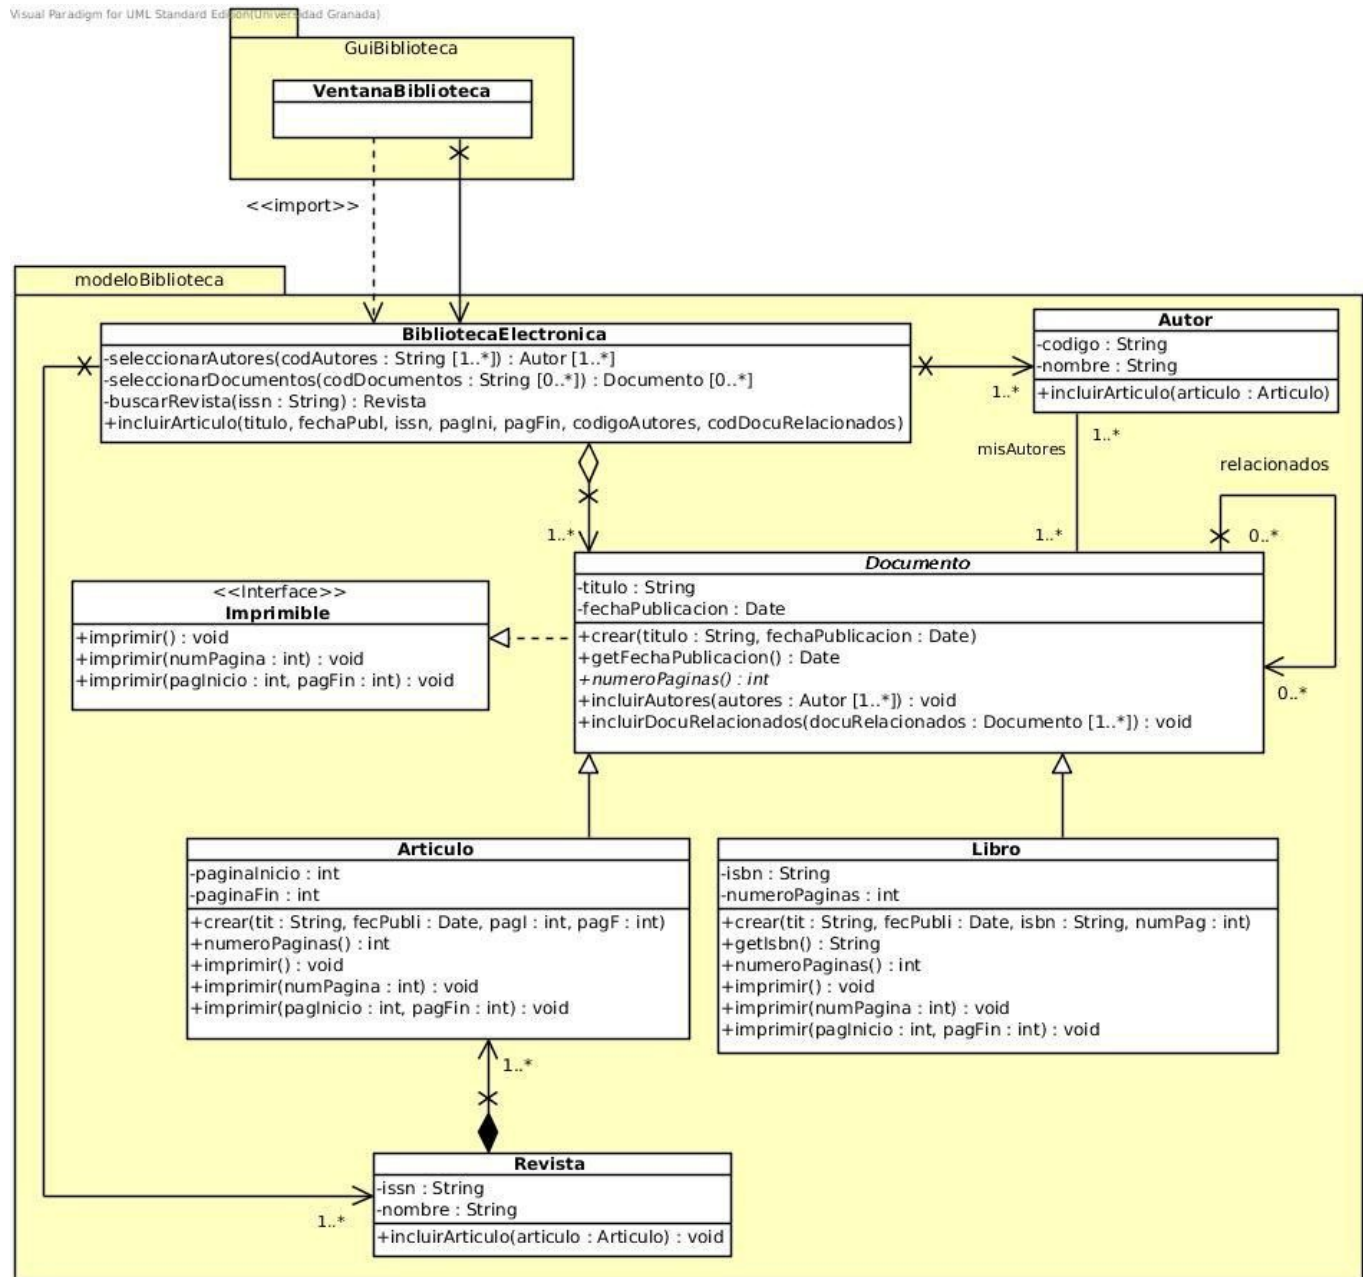 Visual Paradigm for UML Standard Edition(Universidad Granada)
GuiBiblioteca
VentanaBiblioteca
<<import>>
modeloBiblioteca
BibliotecaElectronica
-seleccionarAutores(codAutores : String [1..*]) : Autor [1..*]
-seleccionarDocumentos(codDocumentos : String [0..*]) : Documento [0..*]
-buscarRevista(issn : String) : Revista
+incluirArticulo(titulo, fechaPubl, issn, pagIni, pagFin, codigoAutores, codDocuRelacionados)
Autor
-codigo : String
-nombre : String
+incluirArticulo(articulo : Articulo)
1..*
1..*
misAutores
relacionados
1..*
1..*
0..*
Documento
-titulo : String
-fechaPublicacion : Date
+crear(titulo : String, fechaPublicacion : Date)
+getFechaPublicacion() : Date
+numeroPaginas() : int
+incluirAutores(autores : Autor [1..*]) : void
+incluirDocuRelacionados(docuRelacionados : Documento [1..*]) : void
0..*
<<Interface>>
Imprimible
+imprimir() : void
+imprimir(numPagina : int) : void
+imprimir(pagInicio : int, pagFin : int) : void
Articulo
-paginaInicio : int
-paginaFin : int
+crear(tit : String, fecPubli : Date, pagI : int, pagF : int)
+numeroPaginas() : int
+imprimir() : void
+imprimir(numPagina : int) : void
+imprimir(pagInicio : int, pagFin : int) : void
Libro
-isbn : String
-numeroPaginas : int
+crear(tit : String, fecPubli : Date, isbn : String, numPag : int)
+getIsbn() : String
+numeroPaginas() : int
+imprimir() : void
+imprimir(numPagina : int) : void
+imprimir(pagInicio : int, pagFin : int) : void
1..*
Revista
-issn : String
-nombre : String
+incluirArticulo(articulo : Articulo) : void
1..*